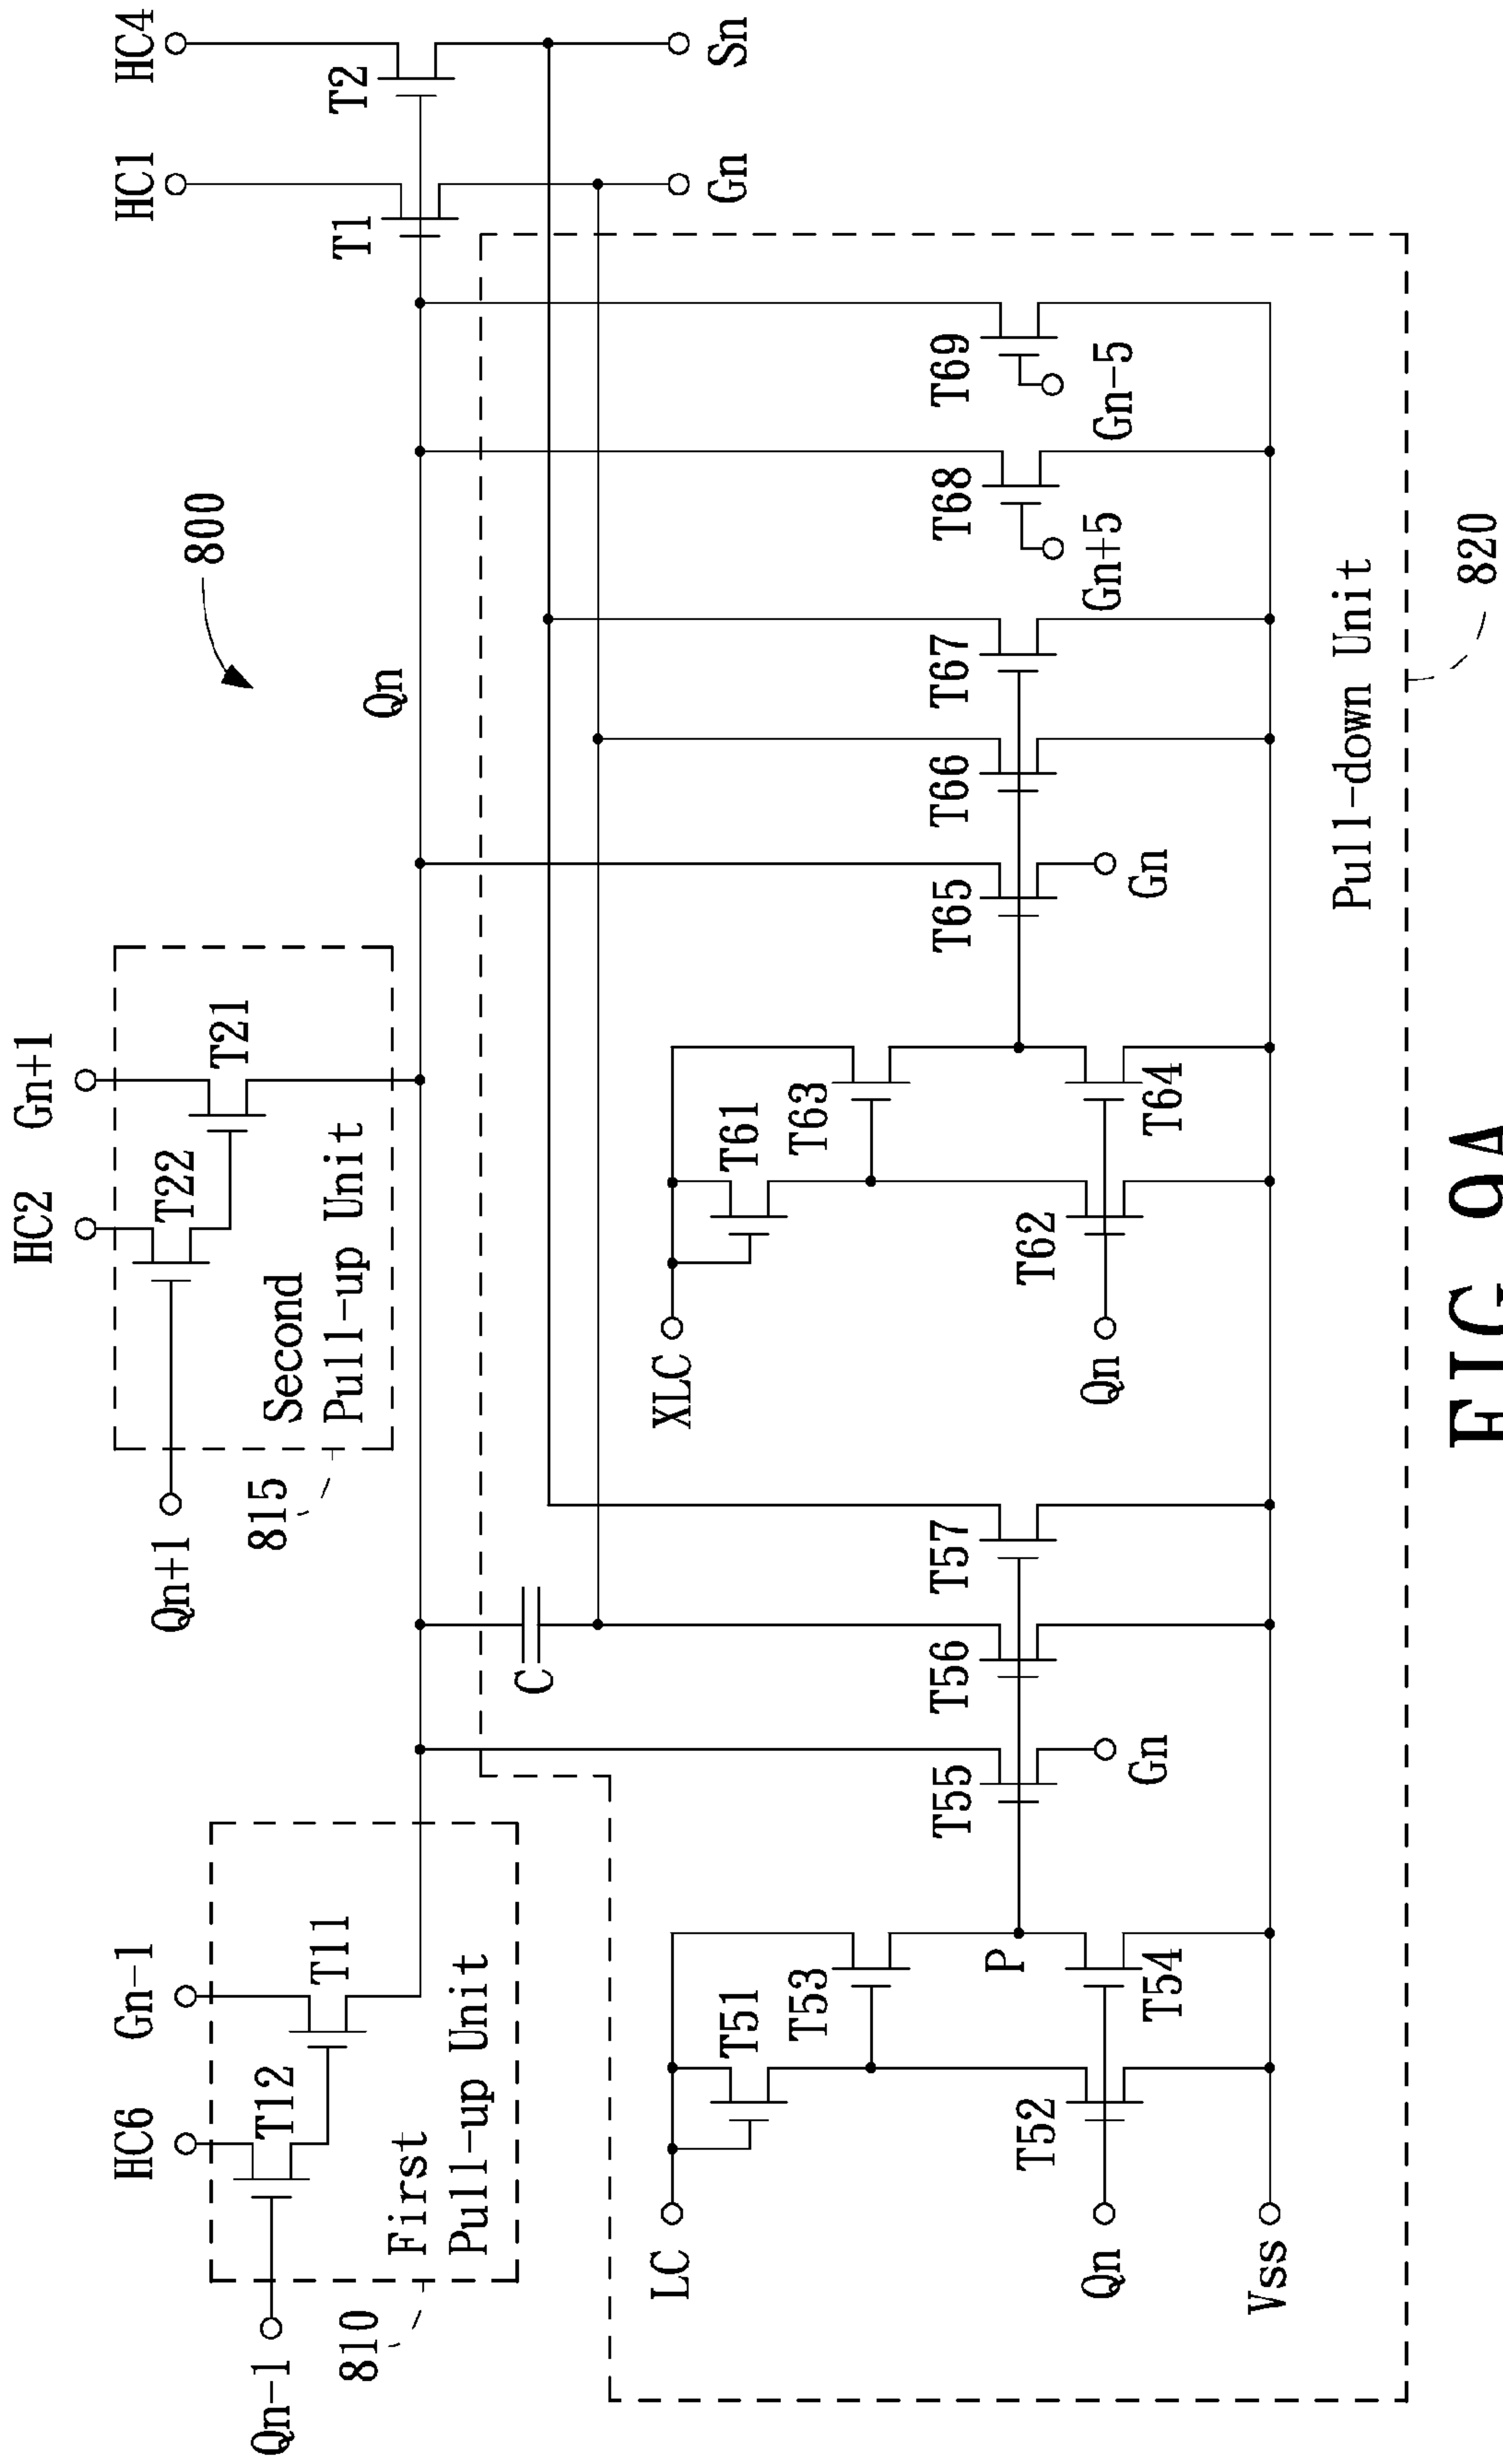 800
HC2
Gn+1
Qn+1
T22
T21
Second
Pull-up Unit
815
HC6
Gn-1
Qn-1
T12
T11
First
Pull-up Unit
810
HC1
HC4
T1
T2
Qn
Gn
Sn
C
LC
T51
T53
P
T52
T54
Qn
T55
T56
T57
Gn
XLC
T61
T63
T62
T64
Qn
T65
T66
T67
Gn
T68
T69
Gn+5
Gn-5
Vss
Pull-down Unit
820
FIG. 9A